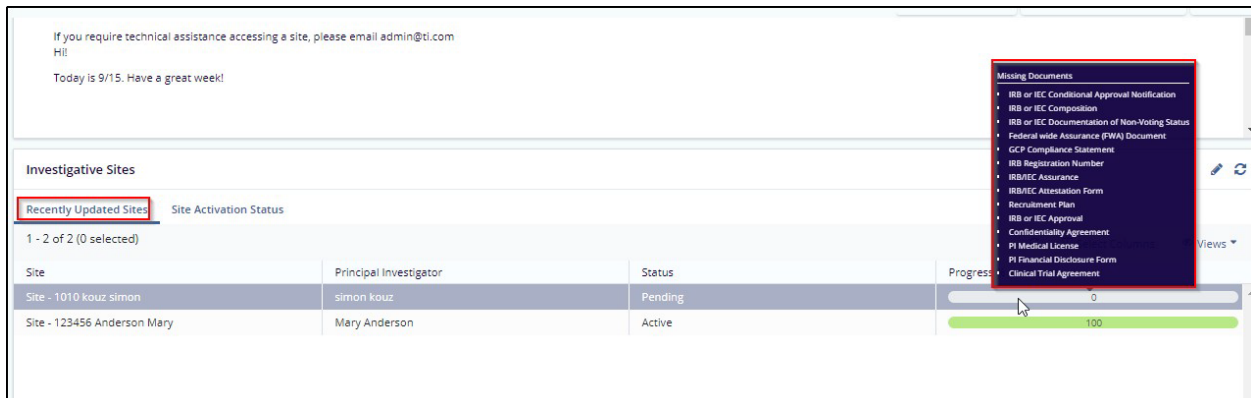 If you require technical assistance accessing a site, please email admin@ti.com
Hi!
Today is 9/15. Have a great week!
Missing Documents
IRB or IEC Conditional Approval Notification
IRB or IEC Composition
IRB or IEC Documentation of Non-Voting Status
Federal wide Assurance (FWA) Document
GCP Compliance Statement
IRB Registration Number
IRB/IEC Assurance
IRB/IEC Attestation Form
Recruitment Plan
IRB or IEC Approval
Confidentiality Agreement
PI Medical License
PI Financial Disclosure Form
Clinical Trial Agreement
Investigative Sites
Recently Updated Sites Site Activation Status
1 - 2 of 2 (0 selected) Views
Site Principal Investigator Status Progress
Site - 1010 kouz simon simon kouz Pending 0
Site - 123456 Anderson Mary Mary Anderson Active 100